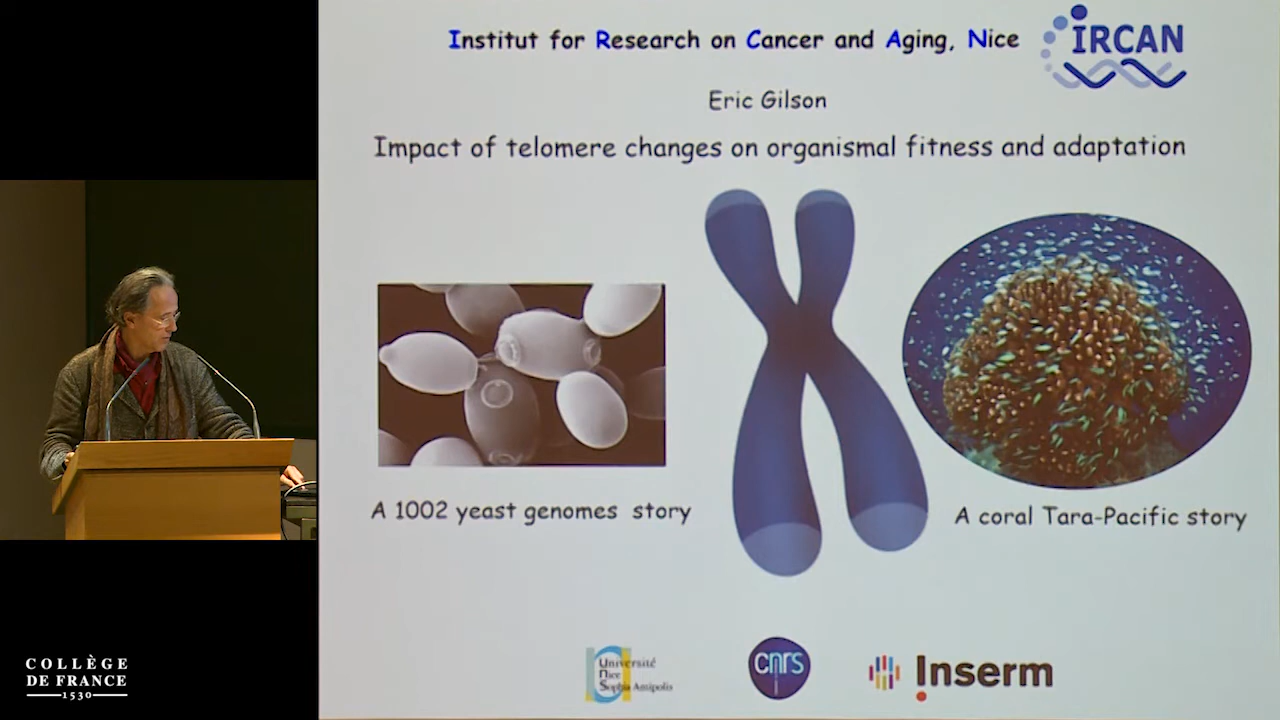 Institut for Research on Cancer and Aging, Nice
iRCAN
Eric Gilson
Impact of telomere changes on organismal fitness and adaptation
A 1002 yeast genomes story
A coral Tara-Pacific story
Université
Nice
Sophia Antipolis
cnrs
Inserm
COLLÈGE
DE FRANCE
1530